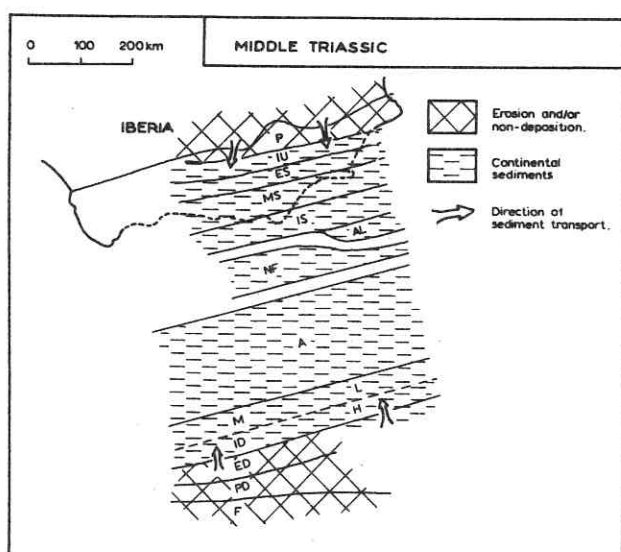 0 100 200 km
MIDDLE TRIASSIC
IBERIA
P
IU
ES
MS
IS
AL
NF
A
L
M
H
ID
ED
PD
F
Erosion and/or
non-deposition.
Continental
sediments
Direction of
sediment transport.